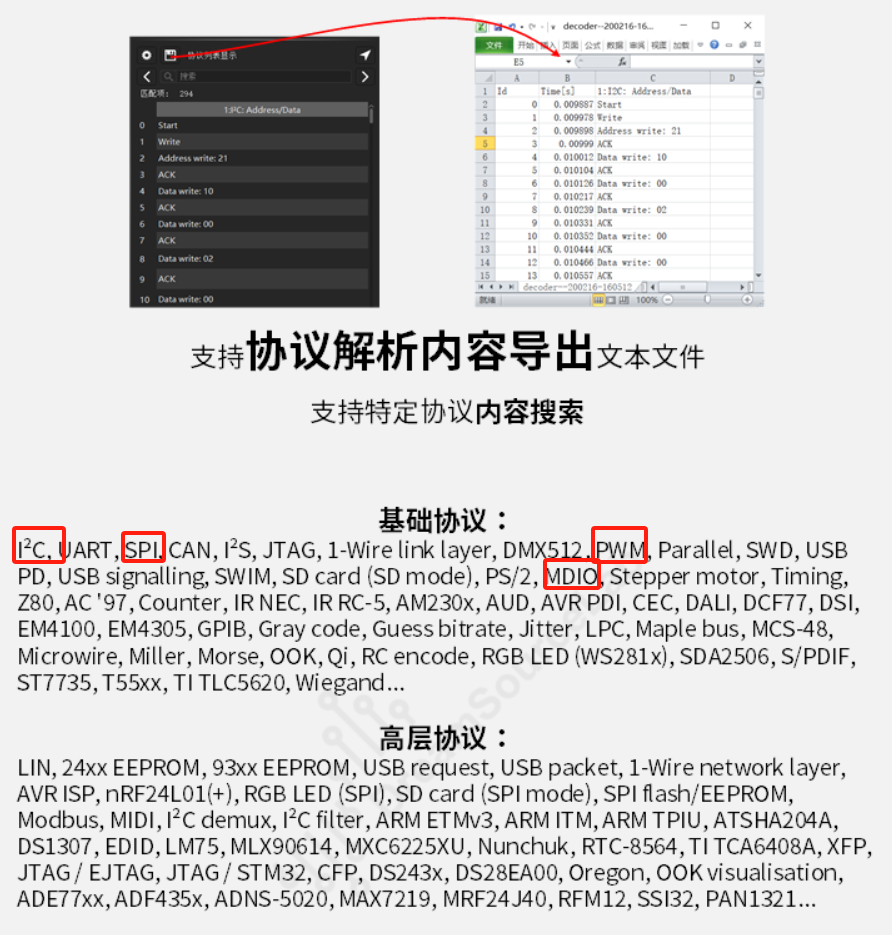 协议列表显示
搜索
匹配项: 294
1:I²C: Address/Data
0 Start
1 Write
2 Address write: 21
3 ACK
4 Data write: 10
5 ACK
6 Data write: 00
7 ACK
8 Data write: 02
9 ACK
10 Data write: 00
decoder--200216-16...
文件 开始 插入 页面 公式 数据 审阅 视图 加载
E5 fx
A B C D
1 Id Time[s] 1:I2C: Address/Data
2 0 0.009887 Start
3 1 0.009978 Write
4 2 0.009898 Address write: 21
5 3 0.00999 ACK
6 4 0.010012 Data write: 10
7 5 0.010104 ACK
8 6 0.010126 Data write: 00
9 7 0.010217 ACK
10 8 0.010239 Data write: 02
11 9 0.010331 ACK
12 10 0.010352 Data write: 00
13 11 0.010444 ACK
14 12 0.010466 Data write: 00
15 13 0.010557 ACK
decoder--200216-160512
就绪 100%
支持协议解析内容导出文本文件
支持特定协议内容搜索
基础协议：
I²C, UART, SPI, CAN, I²S, JTAG, 1-Wire link layer, DMX512, PWM, Parallel, SWD, USB
PD, USB signalling, SWIM, SD card (SD mode), PS/2, MDIO, Stepper motor, Timing,
Z80, AC '97, Counter, IR NEC, IR RC-5, AM230x, AUD, AVR PDI, CEC, DALI, DCF77, DSI,
EM4100, EM4305, GPIB, Gray code, Guess bitrate, Jitter, LPC, Maple bus, MCS-48,
Microwire, Miller, Morse, OOK, Qi, RC encode, RGB LED (WS281x), SDA2506, S/PDIF,
ST7735, T55xx, TI TLC5620, Wiegand...
高层协议：
LIN, 24xx EEPROM, 93xx EEPROM, USB request, USB packet, 1-Wire network layer,
AVR ISP, nRF24L01(+), RGB LED (SPI), SD card (SPI mode), SPI flash/EEPROM,
Modbus, MIDI, I²C demux, I²C filter, ARM ETMv3, ARM ITM, ARM TPIU, ATSHA204A,
DS1307, EDID, LM75, MLX90614, MXC6225XU, Nunchuk, RTC-8564, TI TCA6408A, XFP,
JTAG / EJTAG, JTAG / STM32, CFP, DS243x, DS28EA00, Oregon, OOK visualisation,
ADE77xx, ADF435x, ADNS-5020, MAX7219, MRF24J40, RFM12, SSI32, PAN1321...